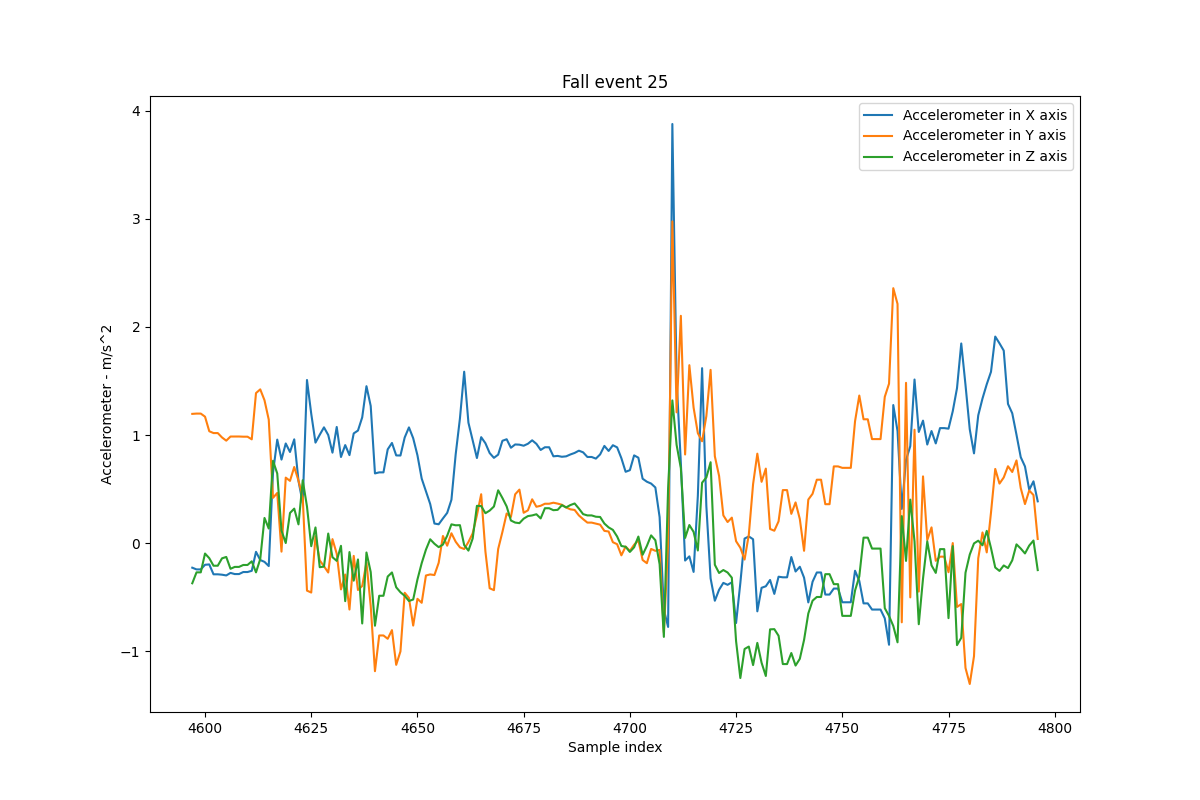 Fall event 25
Accelerometer in X axis
Accelerometer in Y axis
Accelerometer in Z axis
Accelerometer - m/s^2
4
3
2
1
0
−1
4600 4625 4650 4675 4700 4725 4750 4775 4800
Sample index